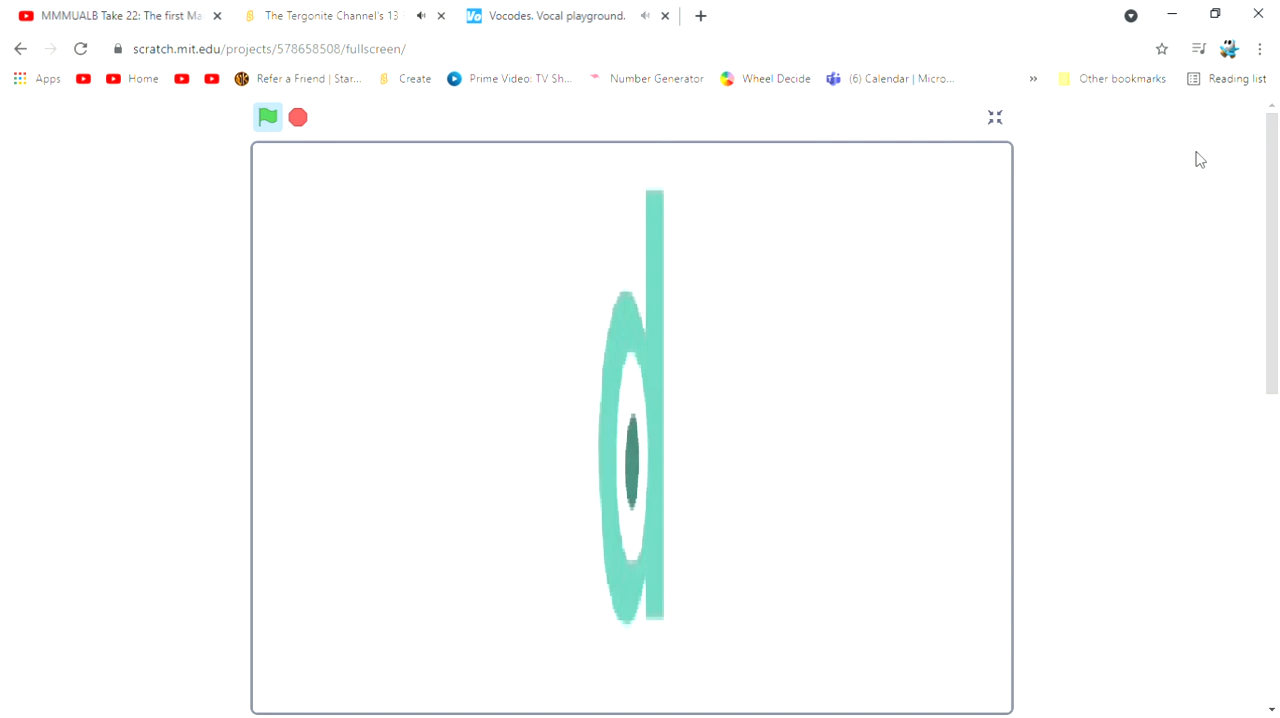 MMMUALB Take 22: The first Ma
The Tergonite Channel's 13
Vocodes. Vocal playground.
scratch.mit.edu/projects/578658508/fullscreen/
Apps
Home
Refer a Friend | Star...
Create
Prime Video: TV Sh...
Number Generator
Wheel Decide
(6) Calendar | Micro...
Other bookmarks
Reading list
d